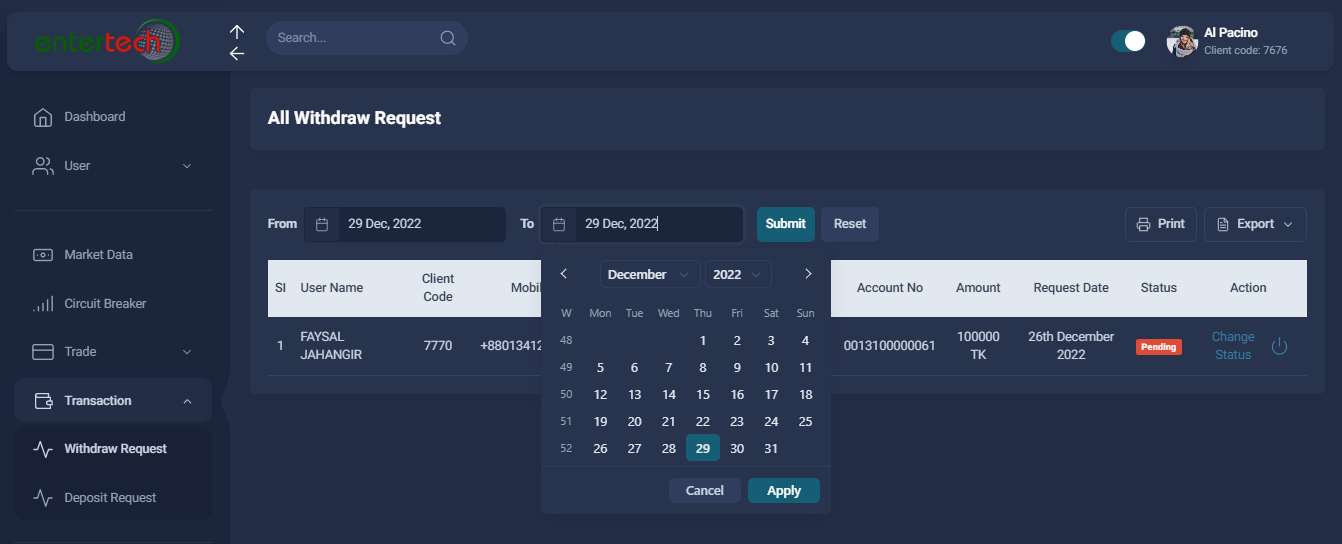 entertech
Search...
Al Pacino
Client code: 7676
Dashboard
User
Market Data
Circuit Breaker
Trade
Transaction
Withdraw Request
Deposit Request
All Withdraw Request
From 29 Dec, 2022 To 29 Dec, 2022 Submit Reset Print Export
SI User Name Client Code Mobil Account No Amount Request Date Status Action
1 FAYSAL JAHANGIR 7770 +88013412 0013100000061 100000 TK 26th December 2022 Pending Change Status
December 2022
W Mon Tue Wed Thu Fri Sat Sun
48 1 2 3 4
49 5 6 7 8 9 10 11
50 12 13 14 15 16 17 18
51 19 20 21 22 23 24 25
52 26 27 28 29 30 31
Cancel Apply